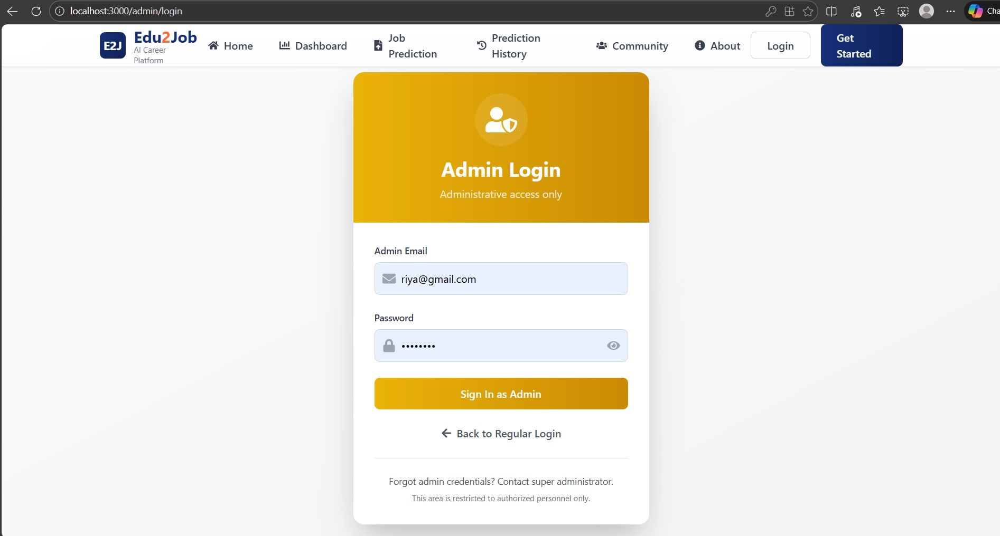 localhost:3000/admin/login
Cha
E2J
Edu2Job
AI Career
Platform
Home
Dashboard
Job
Prediction
Prediction
History
Community
About
Login
Get
Started
Admin Login
Administrative access only
Admin Email
riya@gmail.com
Password
••••••••
Sign In as Admin
Back to Regular Login
Forgot admin credentials? Contact super administrator.
This area is restricted to authorized personnel only.